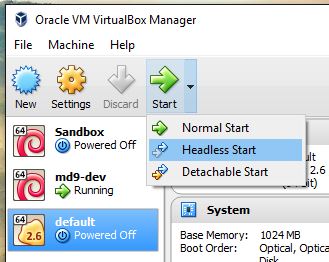 Oracle VM VirtualBox Manager
File Machine Help
New Settings Discard Start
Normal Start
Headless Start
Detachable Start
64
Sandbox
Powered Off
64
md9-dev
Running
64
2.6
default
Powered Off
System
Base Memory: 1024 MB
Boot Order: Optical, Optical